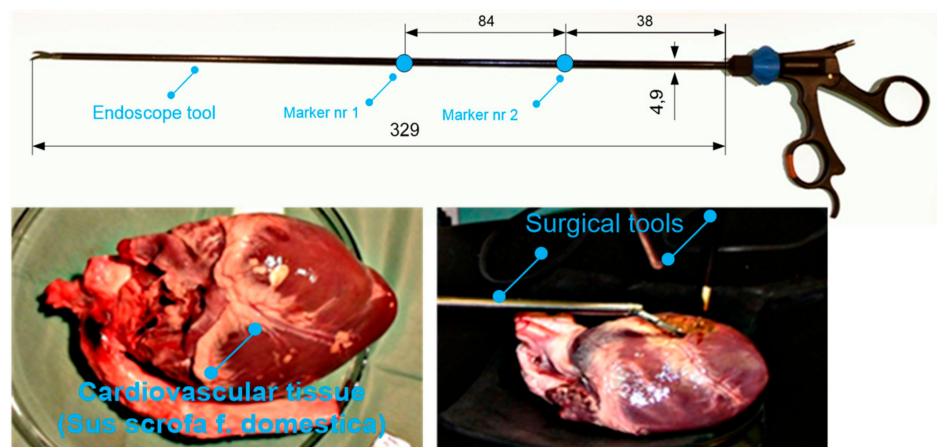 84
38
Endoscope tool
Marker nr 1
Marker nr 2
4,9
329
Surgical tools
Cardiovascular tissue
(Sus scrofa f. domestica)